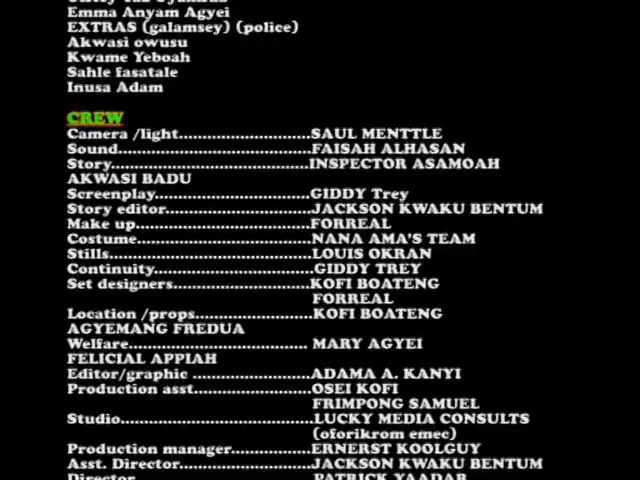 Emma Anyam Agyei
EXTRAS (galamsey) (police)
Akwasi owusu
Kwame Yeboah
Sahle fasatale
Inusa Adam
CREW
Camera /light.............................SAUL MENTTLE
Sound...........................................FAISAH ALHASAN
Story............................................INSPECTOR ASAMOAH
AKWASI BADU
Screenplay..................................GIDDY Trey
Story editor................................JACKSON KWAKU BENTUM
Make up.......................................FORREAL
Costume......................................NANA AMA'S TEAM
Stills.............................................LOUIS OKRAN
Continuity...................................GIDDY TREY
Set designers..............................KOFI BOATENG
FORREAL
Location /props..........................KOFI BOATENG
AGYEMANG FREDUA
Welfare....................................... MARY AGYEI
FELICIAL APPIAH
Editor/graphic ..........................ADAMA A. KANYI
Production asst..........................OSEI KOFI
FRIMPONG SAMUEL
Studio...........................................LUCKY MEDIA CONSULTS
(oforikrom emec)
Production manager.................ERNERST KOOLGUY
Asst. Director.............................JACKSON KWAKU BENTUM
Director PATRICK YAADAR